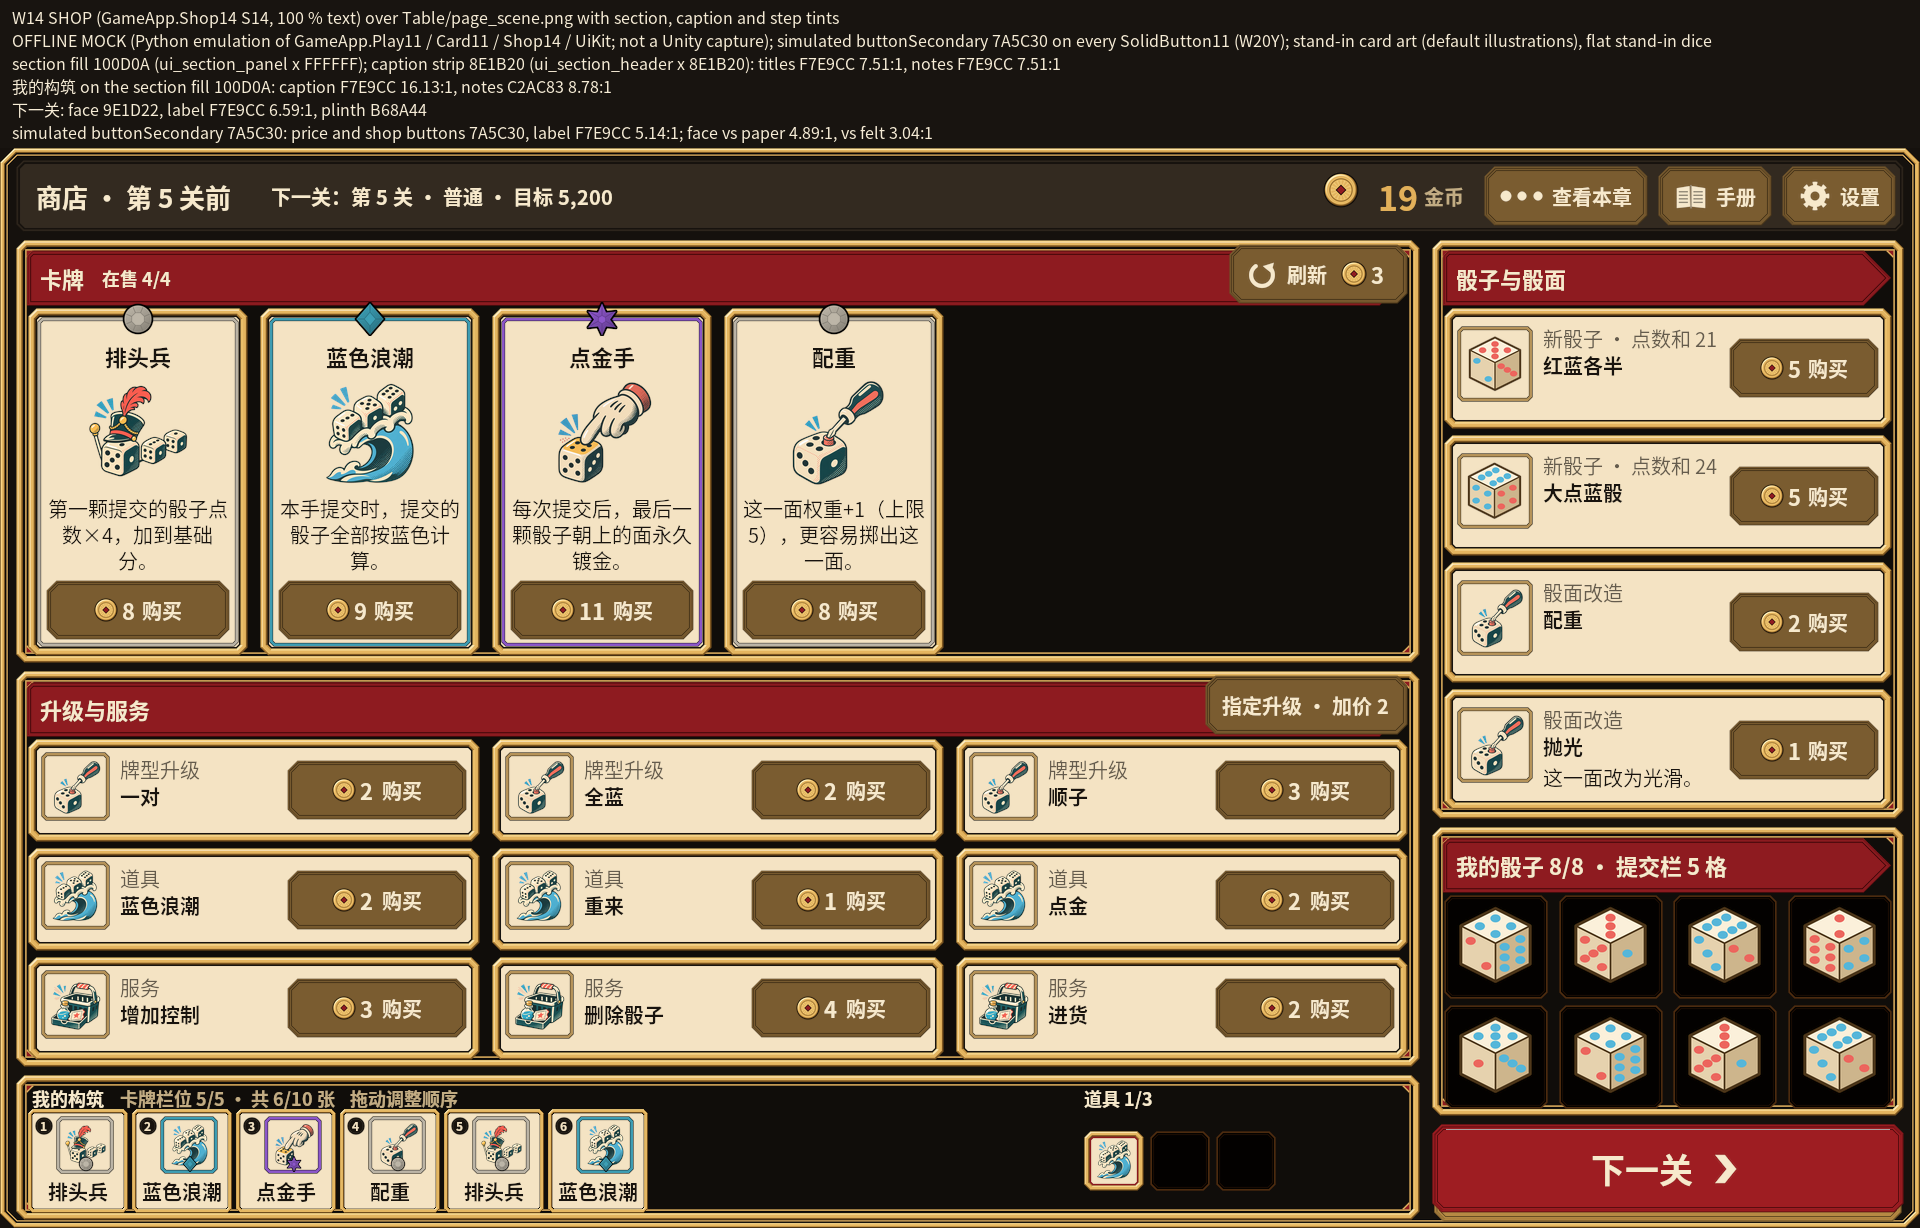 W14 SHOP (GameApp.Shop14 S14, 100 % text) over Table/page_scene.png with section, caption and step tints
OFFLINE MOCK (Python emulation of GameApp.Play11 / Card11 / Shop14 / UiKit; not a Unity capture); simulated buttonSecondary 7A5C30 on every SolidButton11 (W20Y); stand-in card art (default illustrations), flat stand-in dice
section fill 100D0A (ui_section_panel x FFFFFF); caption strip 8E1B20 (ui_section_header x 8E1B20): titles F7E9CC 7.51:1, notes F7E9CC 7.51:1
我的构筑 on the section fill 100D0A: caption F7E9CC 16.13:1, notes C2AC83 8.78:1
下一关: face 9E1D22, label F7E9CC 6.59:1, plinth B68A44
simulated buttonSecondary 7A5C30: price and shop buttons 7A5C30, label F7E9CC 5.14:1; face vs paper 4.89:1, vs felt 3.04:1
商店 · 第 5 关前
下一关: 第 5 关 · 普通 · 目标 5,200
19 金币
查看本章
手册
设置
卡牌 在售 4/4
刷新 3
排头兵
第一颗提交的骰子点
数×4，加到基础
分。
8 购买
蓝色浪潮
本手提交时，提交的
骰子全部按蓝色计
算。
9 购买
点金手
每次提交后，最后一
颗骰子朝上的面永久
镀金。
11 购买
配重
这一面权重+1（上限
5），更容易掷出这
一面。
8 购买
骰子与骰面
新骰子 · 点数和 21
红蓝各半
5 购买
新骰子 · 点数和 24
大点蓝骰
5 购买
骰面改造
配重
2 购买
骰面改造
抛光
这一面改为光滑。
1 购买
升级与服务
指定升级 · 加价 2
牌型升级
一对
2 购买
牌型升级
全蓝
2 购买
牌型升级
顺子
3 购买
道具
蓝色浪潮
2 购买
道具
重来
1 购买
道具
点金
2 购买
服务
增加控制
3 购买
服务
删除骰子
4 购买
服务
进货
2 购买
我的骰子 8/8 · 提交栏 5 格
我的构筑 卡牌栏位 5/5 · 共 6/10 张 拖动调整顺序
1
排头兵
2
蓝色浪潮
3
点金手
4
配重
5
排头兵
6
蓝色浪潮
道具 1/3
下一关